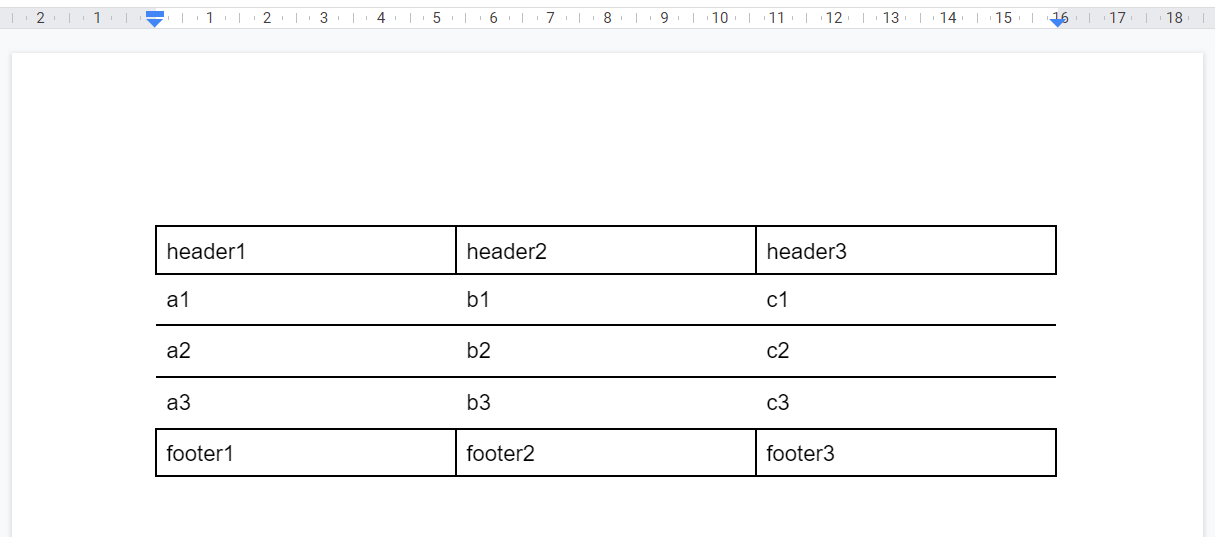 2 1 1 2 3 4 5 6 7 8 9 10 11 12 13 14 15 16 17 18
header1 header2 header3
a1 b1 c1
a2 b2 c2
a3 b3 c3
footer1 footer2 footer3